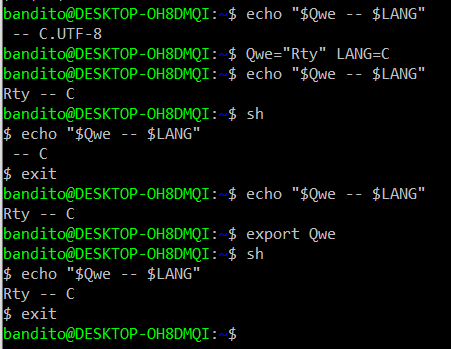 bandito@DESKTOP-OH8DMQI:~$ echo "$Qwe -- $LANG"
 -- C.UTF-8
bandito@DESKTOP-OH8DMQI:~$ Qwe="Rty" LANG=C
bandito@DESKTOP-OH8DMQI:~$ echo "$Qwe -- $LANG"
Rty -- C
bandito@DESKTOP-OH8DMQI:~$ sh
$ echo "$Qwe -- $LANG"
 -- C
$ exit
bandito@DESKTOP-OH8DMQI:~$ echo "$Qwe -- $LANG"
Rty -- C
bandito@DESKTOP-OH8DMQI:~$ export Qwe
bandito@DESKTOP-OH8DMQI:~$ sh
$ echo "$Qwe -- $LANG"
Rty -- C
$ exit
bandito@DESKTOP-OH8DMQI:~$